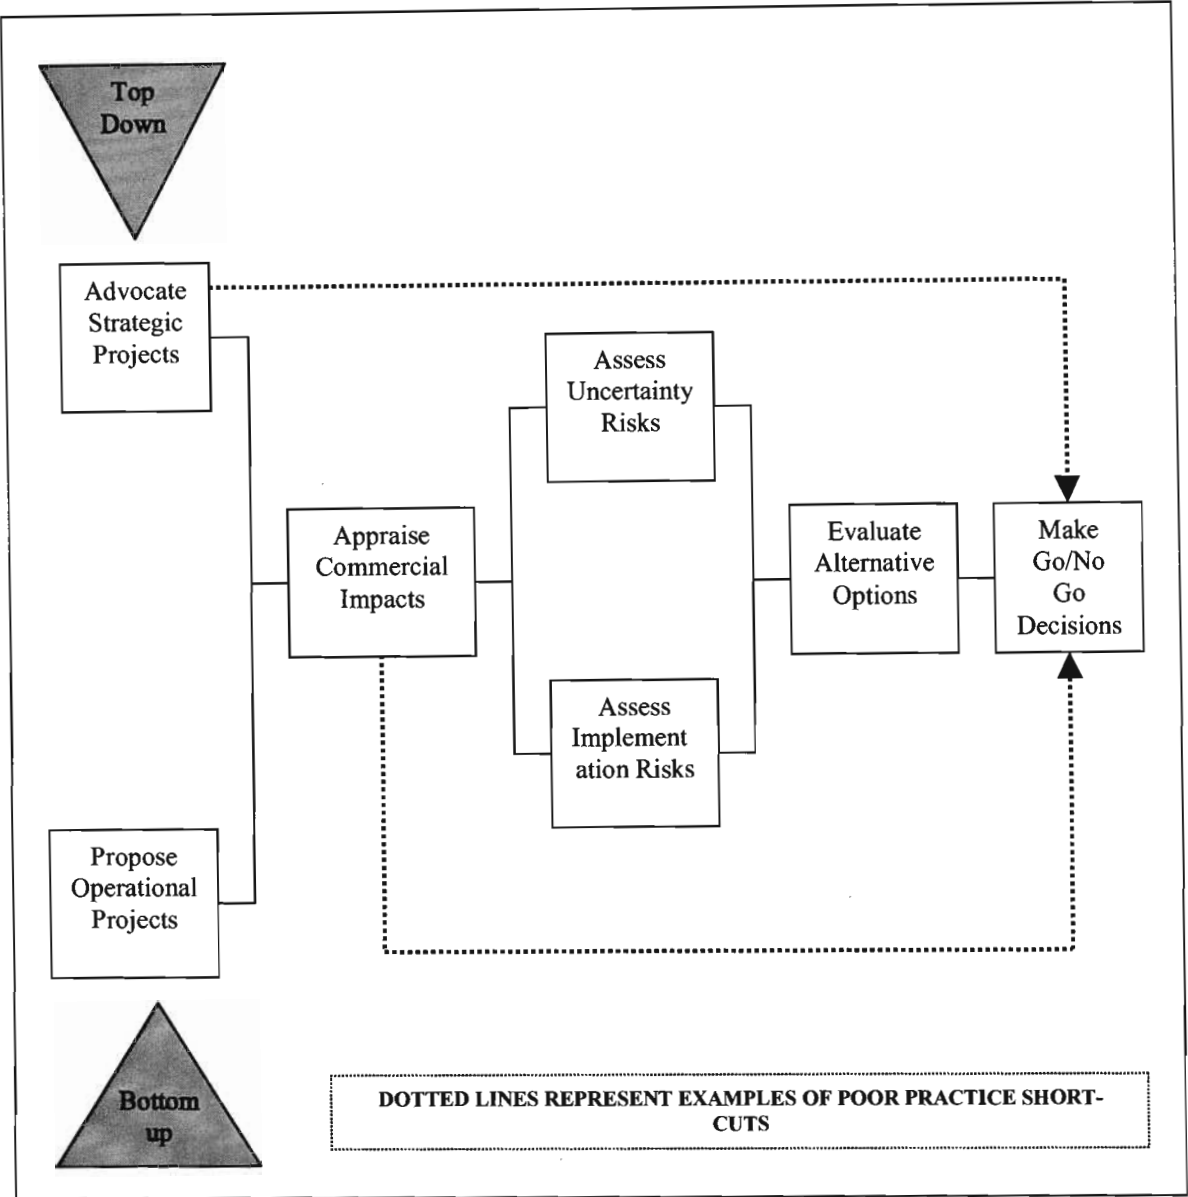 Top
Down
Advocate
Strategic
Projects
Assess
Uncertainty
Risks
Appraise
Commercial
Impacts
Evaluate
Alternative
Options
Make
Go/No
Go
Decisions
Assess
Implement
ation Risks
Propose
Operational
Projects
Bottom
up
DOTTED LINES REPRESENT EXAMPLES OF POOR PRACTICE SHORT-
CUTS